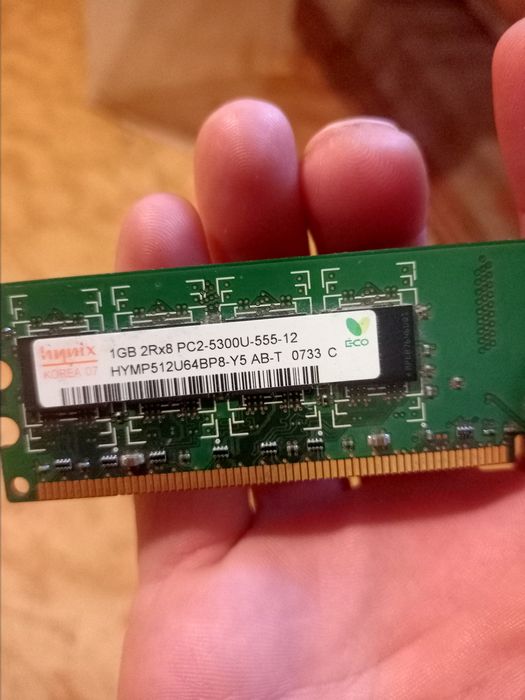 hynix
KOREA 07
1GB 2Rx8 PC2-5300U-555-12
HYMP512U64BP8-Y5 AB-T 0733 C
ECO